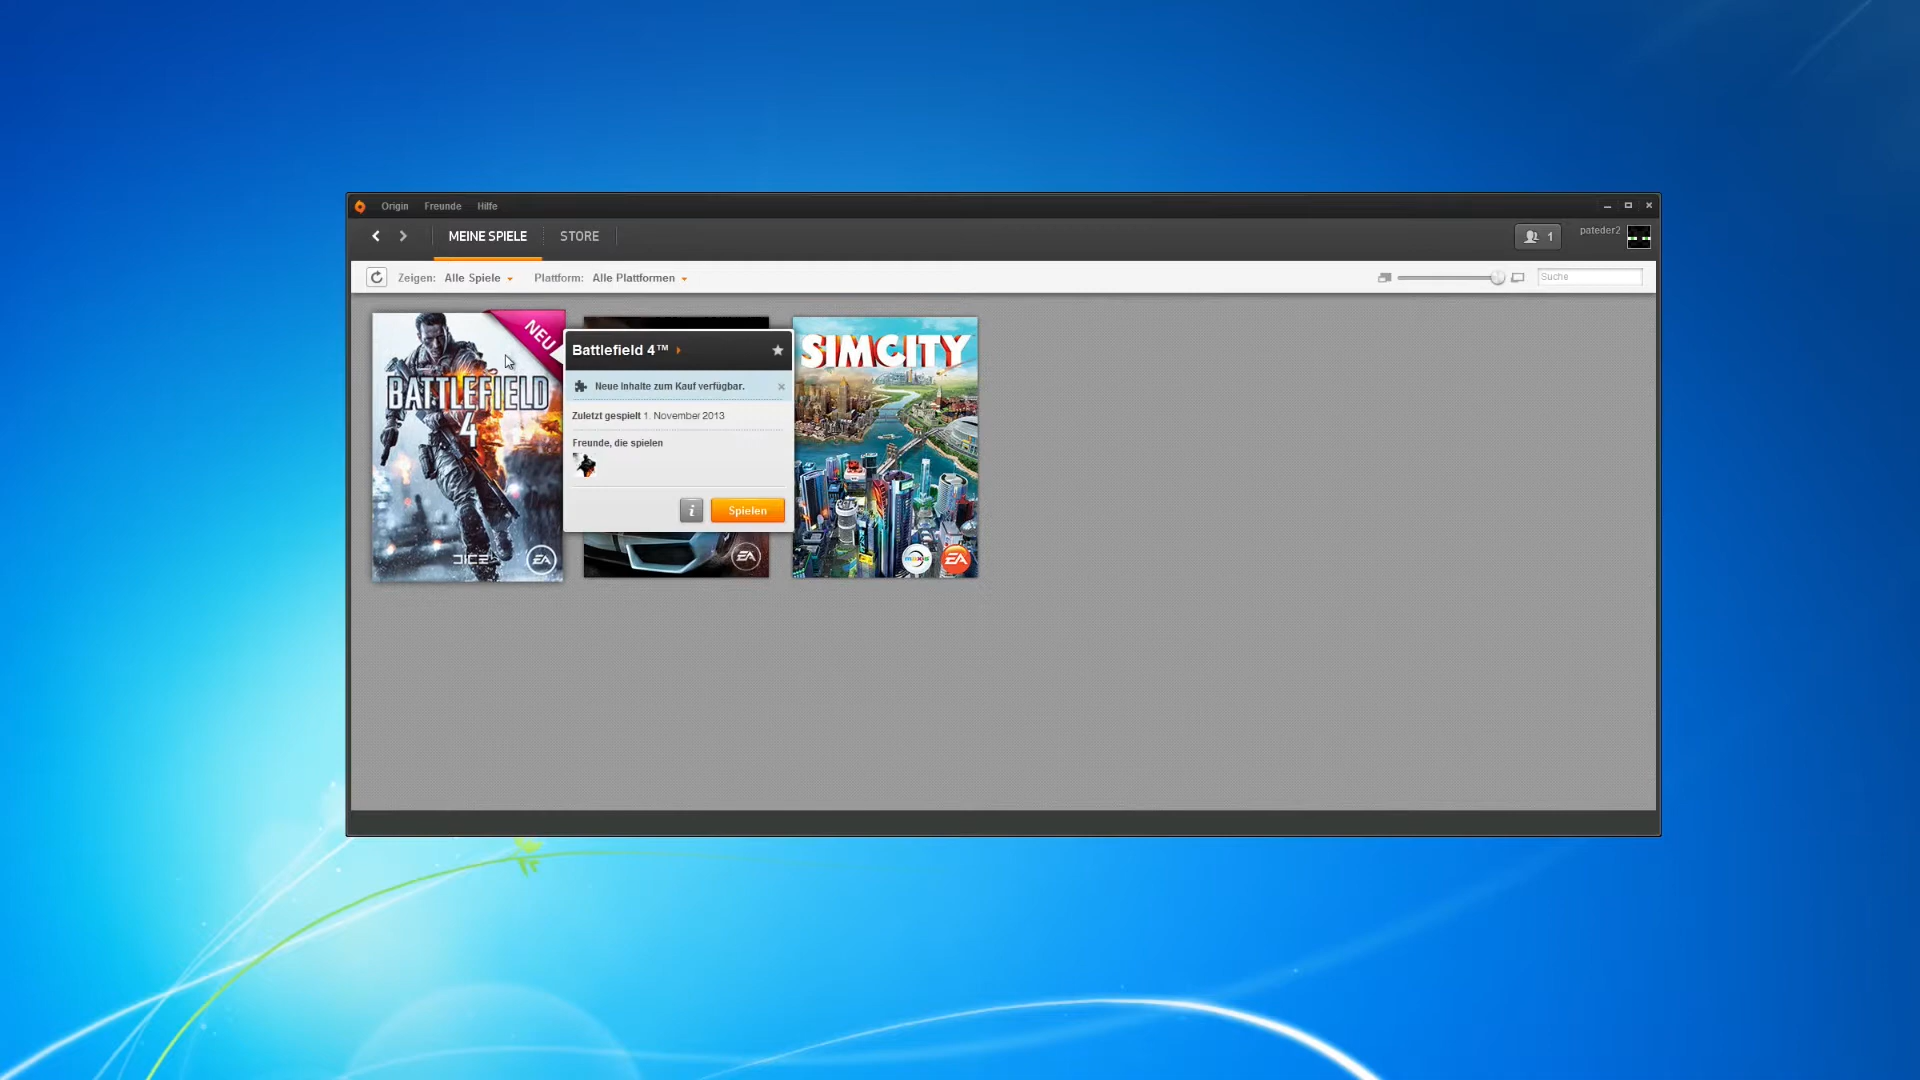 Origin Freunde Hilfe
MEINE SPIELE STORE
1
pateder2
Zeigen: Alle Spiele Plattform: Alle Plattformen
Suche
NEU
BATTLEFIELD
4
DICE
EA
Battlefield 4™
Neue Inhalte zum Kauf verfügbar.
Zuletzt gespielt 1. November 2013
Freunde, die spielen
i
Spielen
EA
SIMCITY
maxis
EA